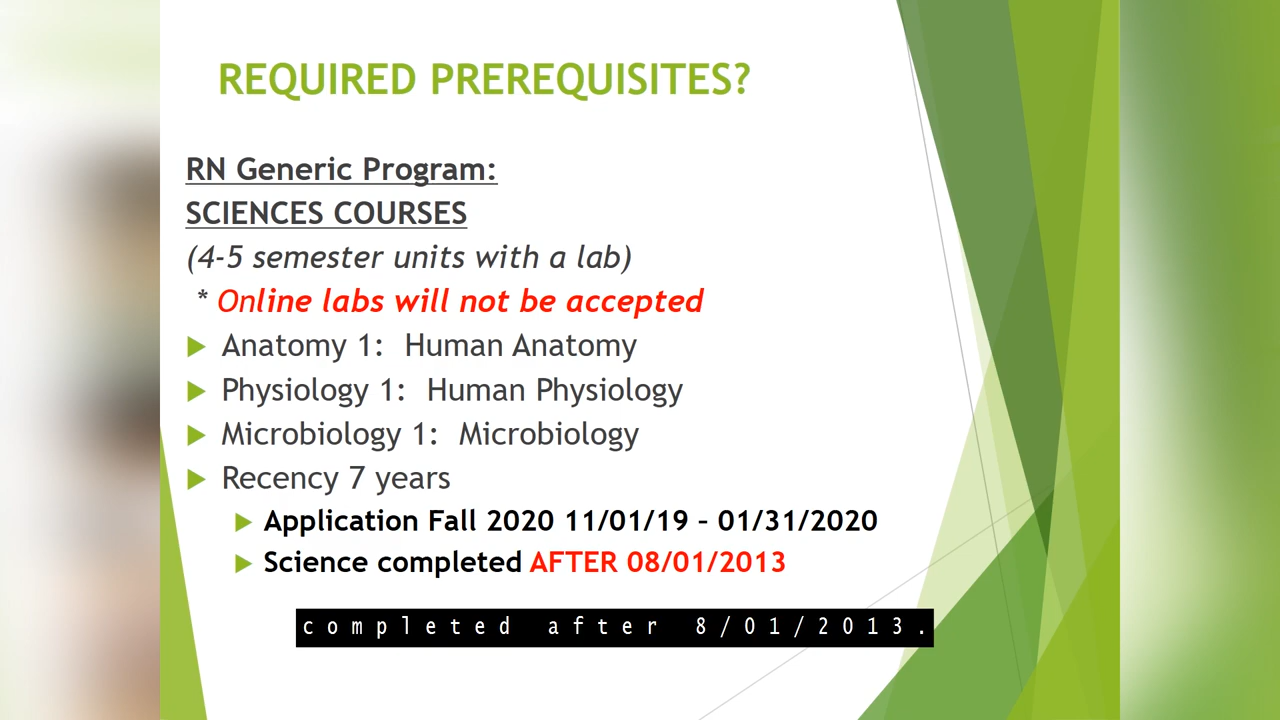 REQUIRED PREREQUISITES?
RN Generic Program:
SCIENCES COURSES
(4-5 semester units with a lab)
* Online labs will not be accepted
Anatomy 1: Human Anatomy
Physiology 1: Human Physiology
Microbiology 1: Microbiology
Recency 7 years
Application Fall 2020 11/01/19 – 01/31/2020
Science completed AFTER 08/01/2013
completed after 8/01/2013.